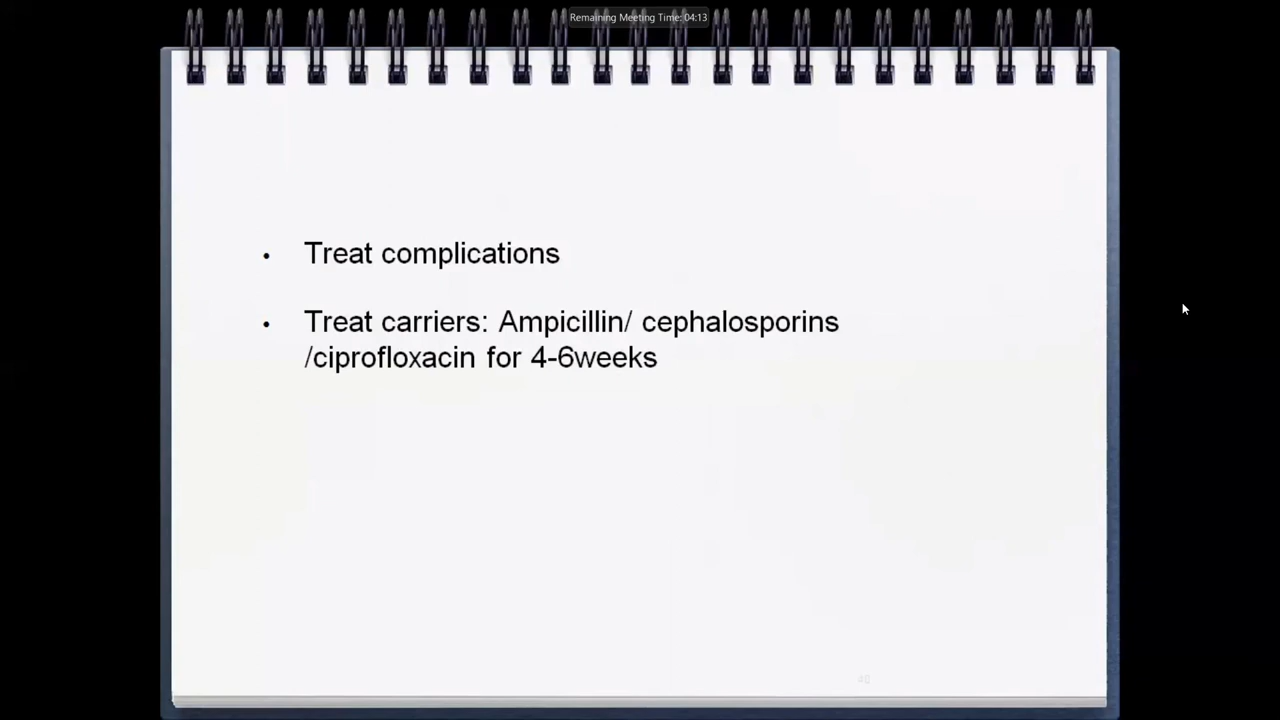 Remaining Meeting Time: 04:13
• Treat complications
• Treat carriers: Ampicillin/ cephalosporins
/ciprofloxacin for 4-6weeks